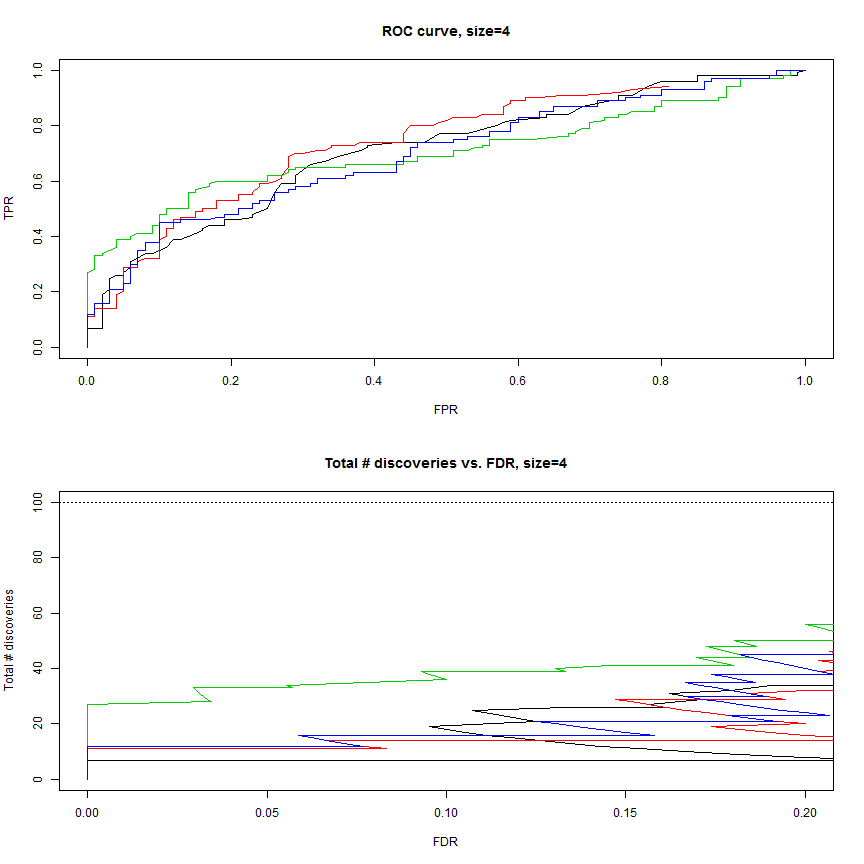 ROC curve, size=4
TPR
1.0
0.8
0.6
0.4
0.2
0.0
0.0 0.2 0.4 0.6 0.8 1.0
FPR
Total # discoveries vs. FDR, size=4
Total # discoveries
100
80
60
40
20
0
0.00 0.05 0.10 0.15 0.20
FDR